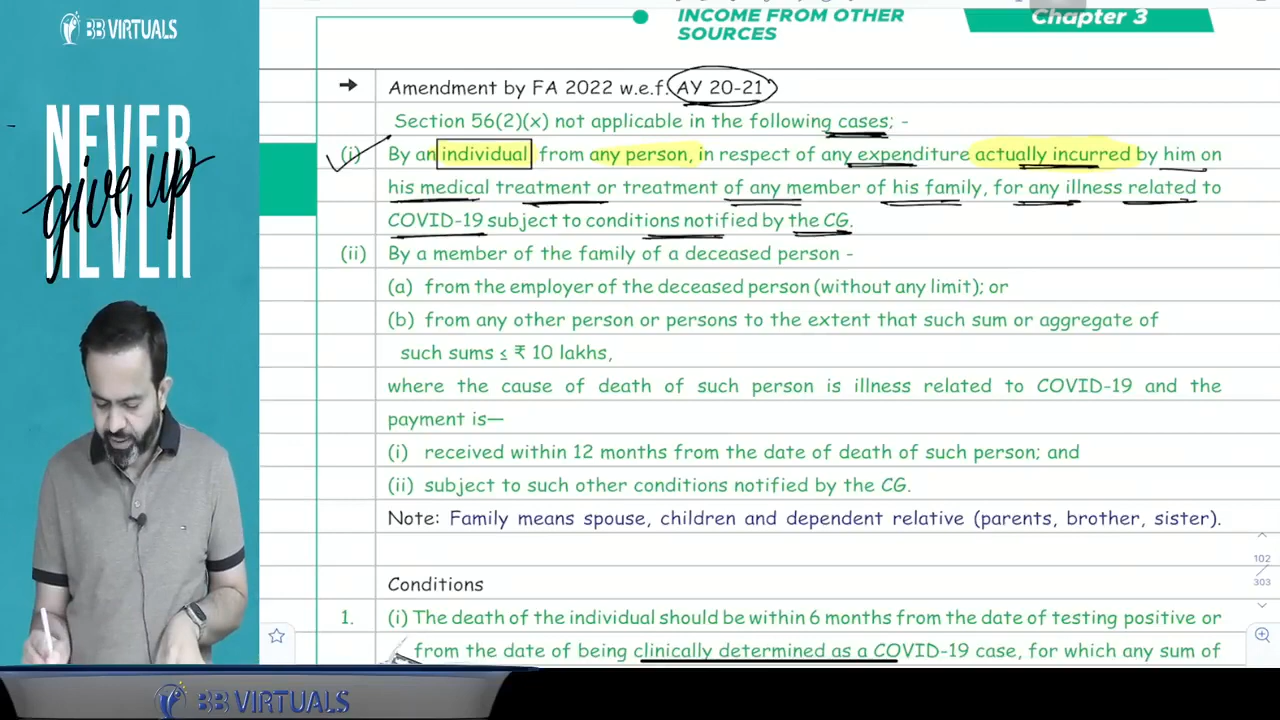 BB VIRTUALS
NEVER
give up
NEVER
INCOME FROM OTHER
SOURCES
Chapter 3
→ Amendment by FA 2022 w.e.f. AY 20-21
Section 56(2)(x) not applicable in the following cases; -
(i) By an individual from any person, in respect of any expenditure actually incurred by him on
his medical treatment or treatment of any member of his family, for any illness related to
COVID-19 subject to conditions notified by the CG.
(ii) By a member of the family of a deceased person -
(a) from the employer of the deceased person (without any limit); or
(b) from any other person or persons to the extent that such sum or aggregate of
such sums ≤ ₹ 10 lakhs,
where the cause of death of such person is illness related to COVID-19 and the
payment is—
(i) received within 12 months from the date of death of such person; and
(ii) subject to such other conditions notified by the CG.
Note: Family means spouse, children and dependent relative (parents, brother, sister).
102
303
Conditions
1. (i) The death of the individual should be within 6 months from the date of testing positive or
from the date of being clinically determined as a COVID-19 case, for which any sum of
BB VIRTUALS